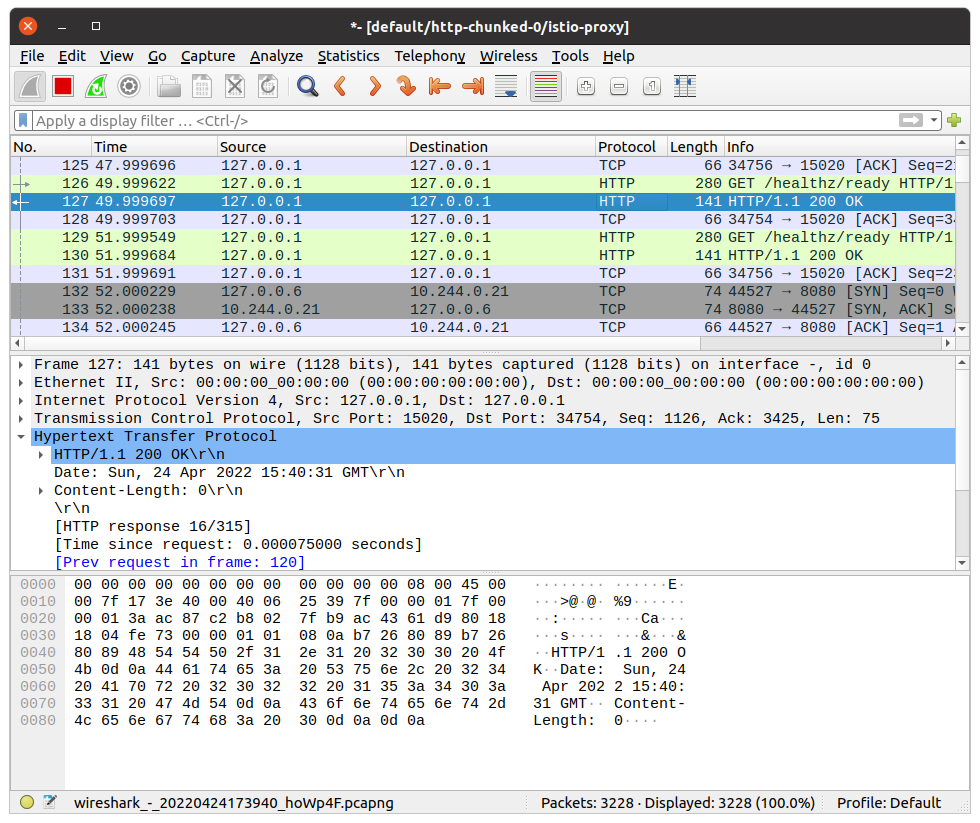 *- [default/http-chunked-0/istio-proxy]
File Edit View Go Capture Analyze Statistics Telephony Wireless Tools Help
Apply a display filter … <Ctrl-/>
No. Time Source Destination Protocol Length Info
125 47.999696 127.0.0.1 127.0.0.1 TCP 66 34756 → 15020 [ACK]
126 49.999622 127.0.0.1 127.0.0.1 HTTP 280 GET /healthz/ready HTTP/1
127 49.999697 127.0.0.1 127.0.0.1 HTTP 141 HTTP/1.1 200 OK
128 49.999703 127.0.0.1 127.0.0.1 TCP 66 34754 → 15020 [ACK]
129 51.999549 127.0.0.1 127.0.0.1 HTTP 280 GET /healthz/ready HTTP/1
130 51.999684 127.0.0.1 127.0.0.1 HTTP 141 HTTP/1.1 200 OK
131 51.999691 127.0.0.1 127.0.0.1 TCP 66 34756 → 15020 [ACK]
132 52.000229 127.0.0.6 10.244.0.21 TCP 74 44527 → 8080 [SYN] Seq=0
133 52.000238 10.244.0.21 127.0.0.6 TCP 74 8080 → 44527 [SYN, ACK]
134 52.000245 127.0.0.6 10.244.0.21 TCP 66 44527 → 8080 [ACK] Seq=1
Frame 127: 141 bytes on wire (1128 bits), 141 bytes captured (1128 bits) on interface -, id 0
Ethernet II, Src: 00:00:00_00:00:00 (00:00:00:00:00:00), Dst: 00:00:00_00:00:00 (00:00:00:00:00:00)
Internet Protocol Version 4, Src: 127.0.0.1, Dst: 127.0.0.1
Transmission Control Protocol, Src Port: 15020, Dst Port: 34754, Seq: 1126, Ack: 3425, Len: 75
Hypertext Transfer Protocol
HTTP/1.1 200 OK\r\n
Date: Sun, 24 Apr 2022 15:40:31 GMT\r\n
Content-Length: 0\r\n
\r\n
[HTTP response 16/315]
[Time since request: 0.000075000 seconds]
[Prev request in frame: 120]
0000 00 00 00 00 00 00 00 00 00 00 00 00 08 00 45 00 ········ ······E·
0010 00 7f 17 3e 40 00 40 06 25 39 7f 00 00 01 7f 00 ···>@·@· %9······
0020 00 01 3a ac 87 c2 b8 02 7f b9 ac 43 61 d9 80 18 ··:····· ···Ca···
0030 18 04 fe 73 00 00 01 01 08 0a b7 26 80 89 b7 26 ···s···· ···&···&
0040 80 89 48 54 54 50 2f 31 2e 31 20 32 30 30 20 4f ··HTTP/1 .1 200 O
0050 4b 0d 0a 44 61 74 65 3a 20 53 75 6e 2c 20 32 34 K··Date: Sun, 24
0060 20 41 70 72 20 32 30 32 32 20 31 35 3a 34 30 3a Apr 202 2 15:40:
0070 33 31 20 47 4d 54 0d 0a 43 6f 6e 74 65 6e 74 2d 31 GMT·· Content-
0080 4c 65 6e 67 74 68 3a 20 30 0d 0a 0d 0a Length: 0····
wireshark_-_20220424173940_hoWp4F.pcapng Packets: 3228 · Displayed: 3228 (100.0%) Profile: Default